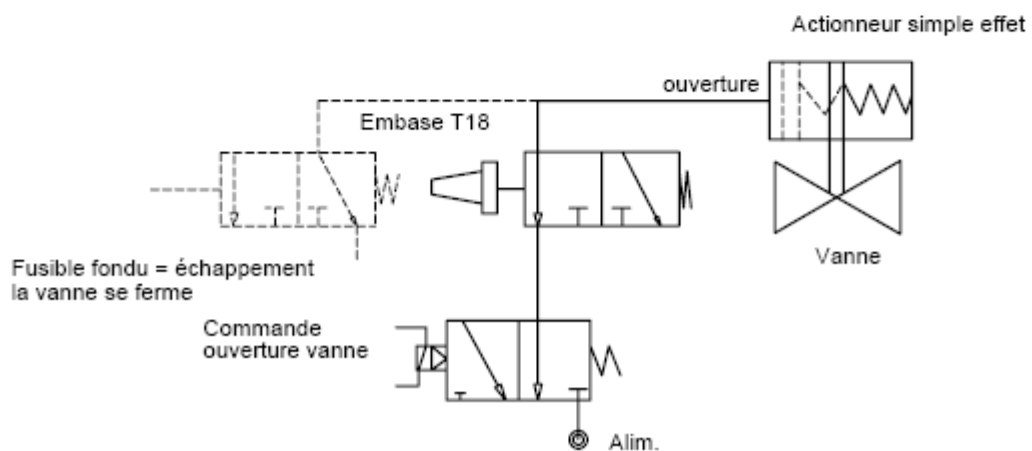 Actionneur simple effet
ouverture
Embase T18
Vanne
Fusible fondu = échappement
la vanne se ferme
Commande
ouverture vanne
Alim.